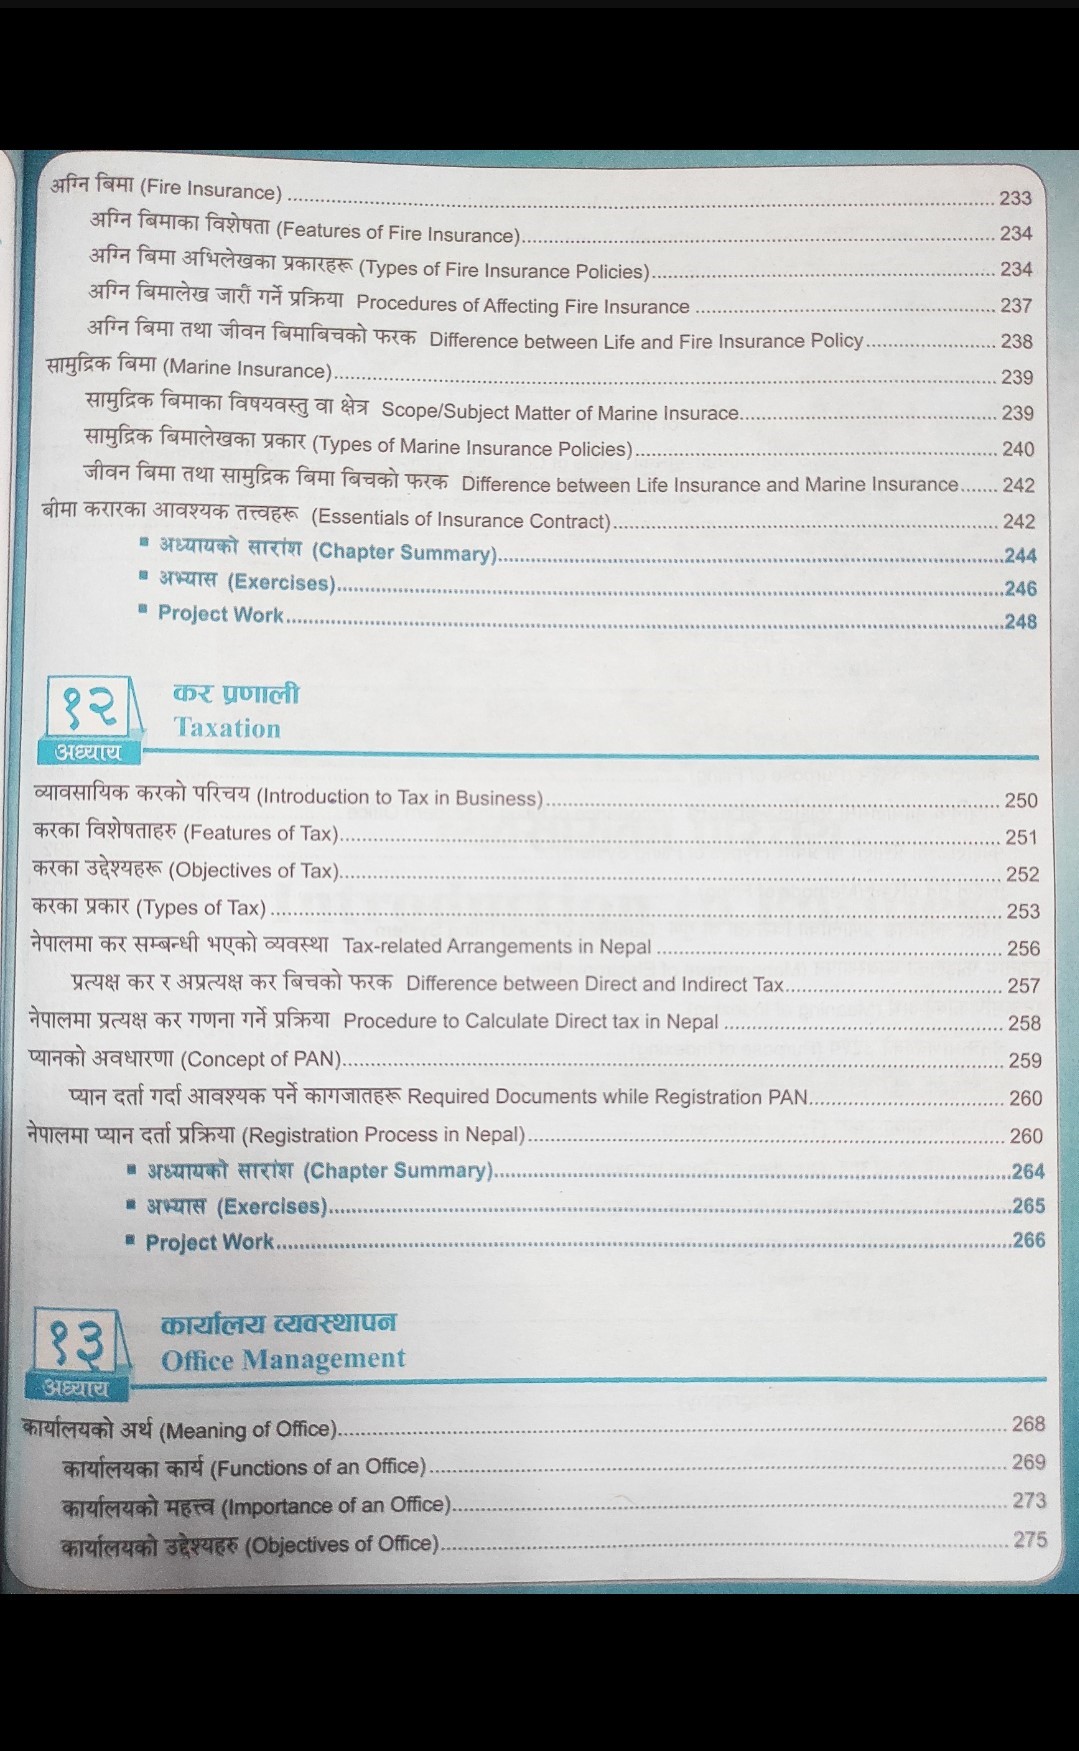 अग्नि बिमा (Fire Insurance) ........ 233
अग्नि बिमाका विशेषता (Features of Fire Insurance)........ 234
अग्नि बिमा अभिलेखका प्रकारहरू (Types of Fire Insurance Policies)........ 234
अग्नि बिमालेख जारी गर्ने प्रक्रिया Procedures of Affecting Fire Insurance ........ 237
अग्नि बिमा तथा जीवन बिमाबिचको फरक Difference between Life and Fire Insurance Policy........ 238
सामुद्रिक बिमा (Marine Insurance)........ 239
सामुद्रिक बिमाका विषयवस्तु वा क्षेत्र Scope/Subject Matter of Marine Insurace........ 239
सामुद्रिक बिमालेखका प्रकार (Types of Marine Insurance Policies)........ 240
जीवन बिमा तथा सामुद्रिक बिमा बिचको फरक Difference between Life Insurance and Marine Insurance....... 242
बीमा करारका आवश्यक तत्त्वहरू (Essentials of Insurance Contract)........ 242
▪ अध्यायको सारांश (Chapter Summary)........244
▪ अभ्यास (Exercises)........246
▪ Project Work........248
१२ कर प्रणाली
अध्याय Taxation
व्यावसायिक करको परिचय (Introduction to Tax in Business)........ 250
करका विशेषताहरु (Features of Tax)........ 251
करका उद्देश्यहरू (Objectives of Tax)........ 252
करका प्रकार (Types of Tax) ........ 253
नेपालमा कर सम्बन्धी भएको व्यवस्था Tax-related Arrangements in Nepal ........ 256
प्रत्यक्ष कर र अप्रत्यक्ष कर बिचको फरक Difference between Direct and Indirect Tax........ 257
नेपालमा प्रत्यक्ष कर गणना गर्ने प्रक्रिया Procedure to Calculate Direct tax in Nepal ........ 258
प्यानको अवधारणा (Concept of PAN)........ 259
प्यान दर्ता गर्दा आवश्यक पर्ने कागजातहरू Required Documents while Registration PAN........ 260
नेपालमा प्यान दर्ता प्रक्रिया (Registration Process in Nepal)........ 260
▪ अध्यायको सारांश (Chapter Summary)........264
▪ अभ्यास (Exercises)........265
▪ Project Work........266
१३ कार्यालय व्यवस्थापन
अध्याय Office Management
कार्यालयको अर्थ (Meaning of Office)........ 268
कार्यालयका कार्य (Functions of an Office) ........ 269
कार्यालयको महत्त्व (Importance of an Office)........ 273
कार्यालयको उद्देश्यहरु (Objectives of Office)........ 275